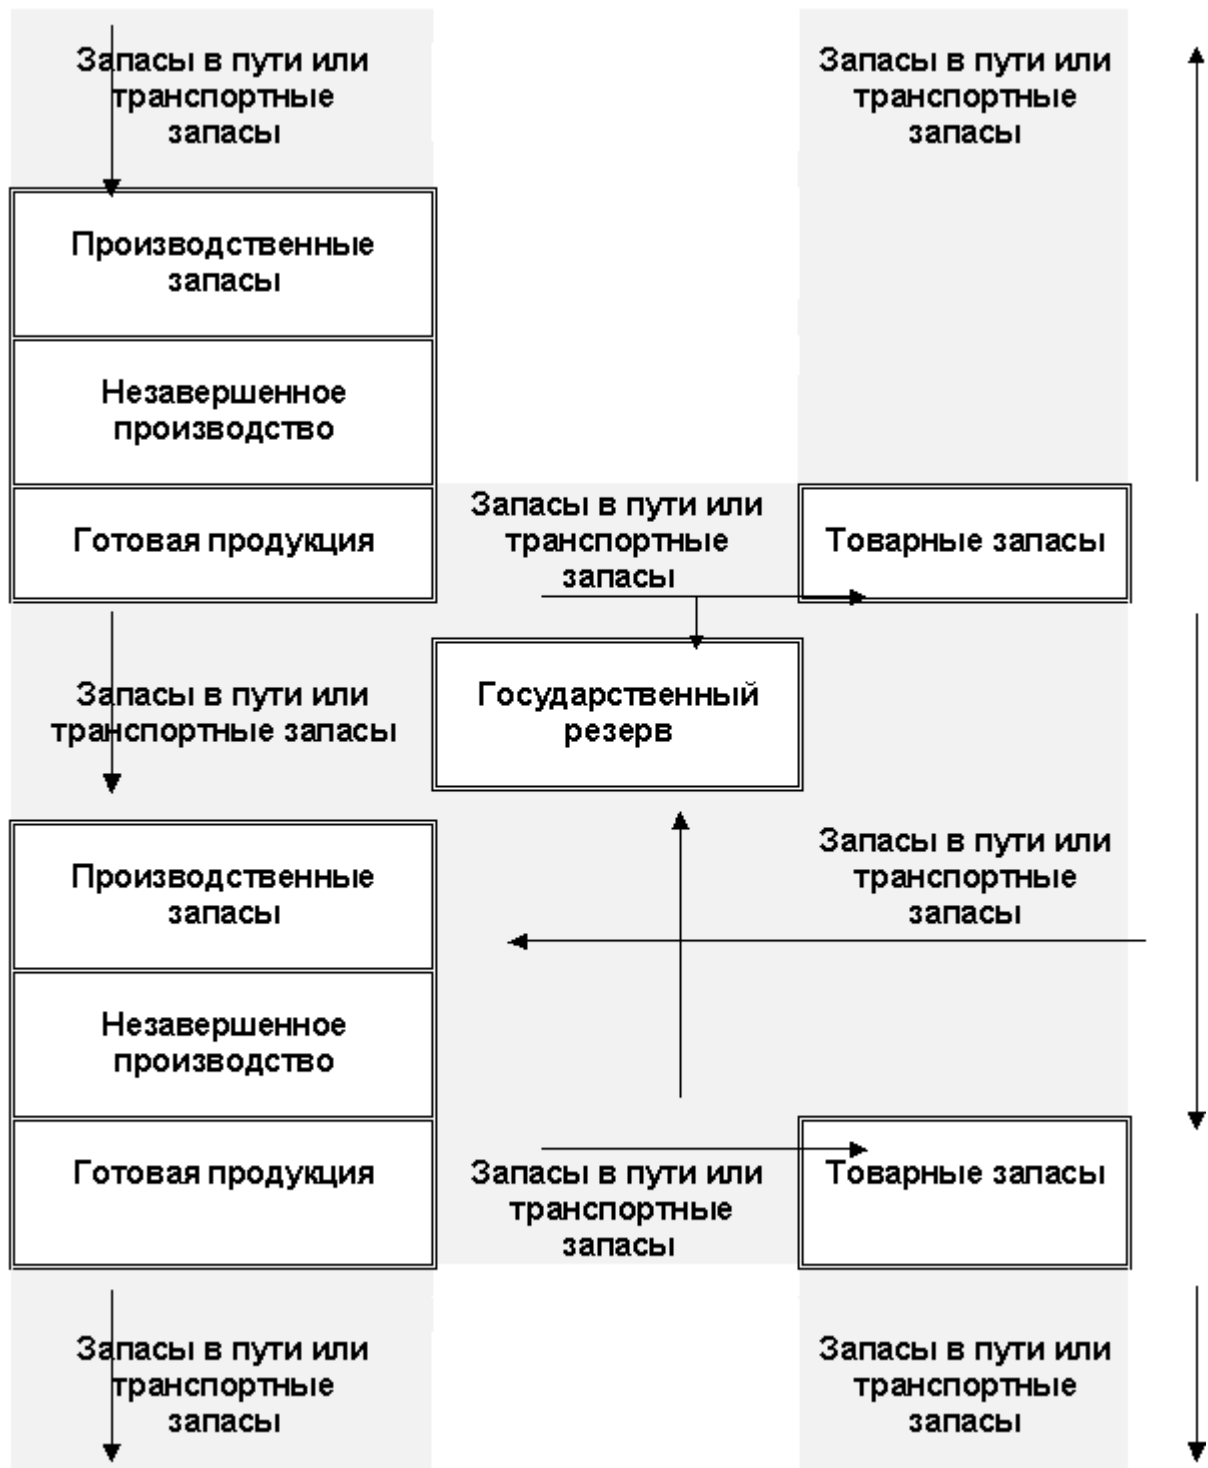 Запасы в пути или
транспортные
запасы
Запасы в пути или
транспортные
запасы
Производственные
запасы
Незавершенное
производство
Готовая продукция
Запасы в пути или
транспортные
запасы
Товарные запасы
Запасы в пути или
транспортные запасы
Государственный
резерв
Производственные
запасы
Запасы в пути или
транспортные
запасы
Незавершенное
производство
Готовая продукция
Запасы в пути или
транспортные
запасы
Товарные запасы
Запасы в пути или
транспортные
запасы
Запасы в пути или
транспортные
запасы